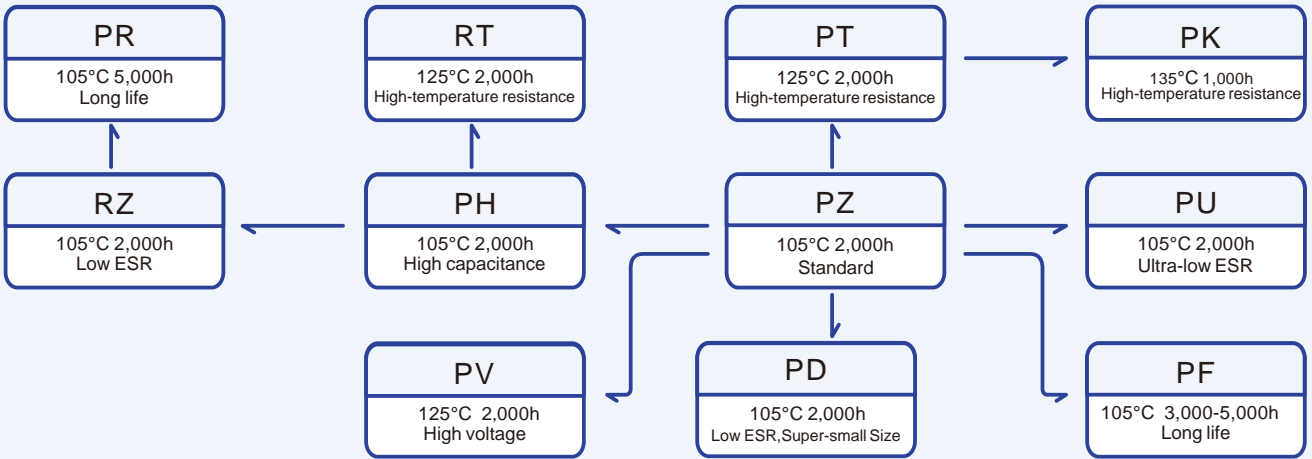 PR
105°C 5,000h
Long life
RT
125°C 2,000h
High-temperature resistance
PT
125°C 2,000h
High-temperature resistance
PK
135°C 1,000h
High-temperature resistance
RZ
105°C 2,000h
Low ESR
PH
105°C 2,000h
High capacitance
PZ
105°C 2,000h
Standard
PU
105°C 2,000h
Ultra-low ESR
PV
125°C 2,000h
High voltage
PD
105°C 2,000h
Low ESR,Super-small Size
PF
105°C 3,000-5,000h
Long life